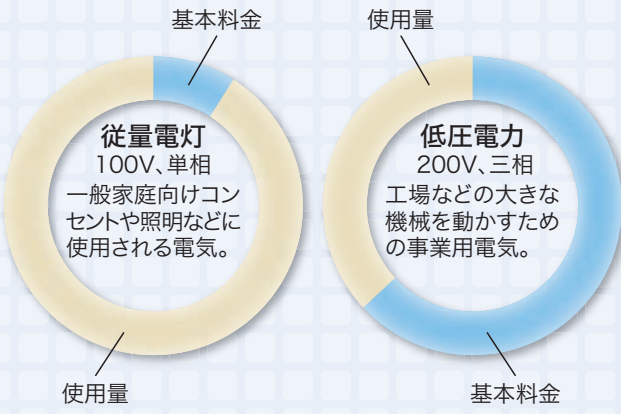 基本料金
従量電灯
100V、単相
一般家庭向けコン
セントや照明などに
使用される電気。
使用量
使用量
低圧電力
200V、三相
工場などの大きな
機械を動かすため
の事業用電気。
基本料金